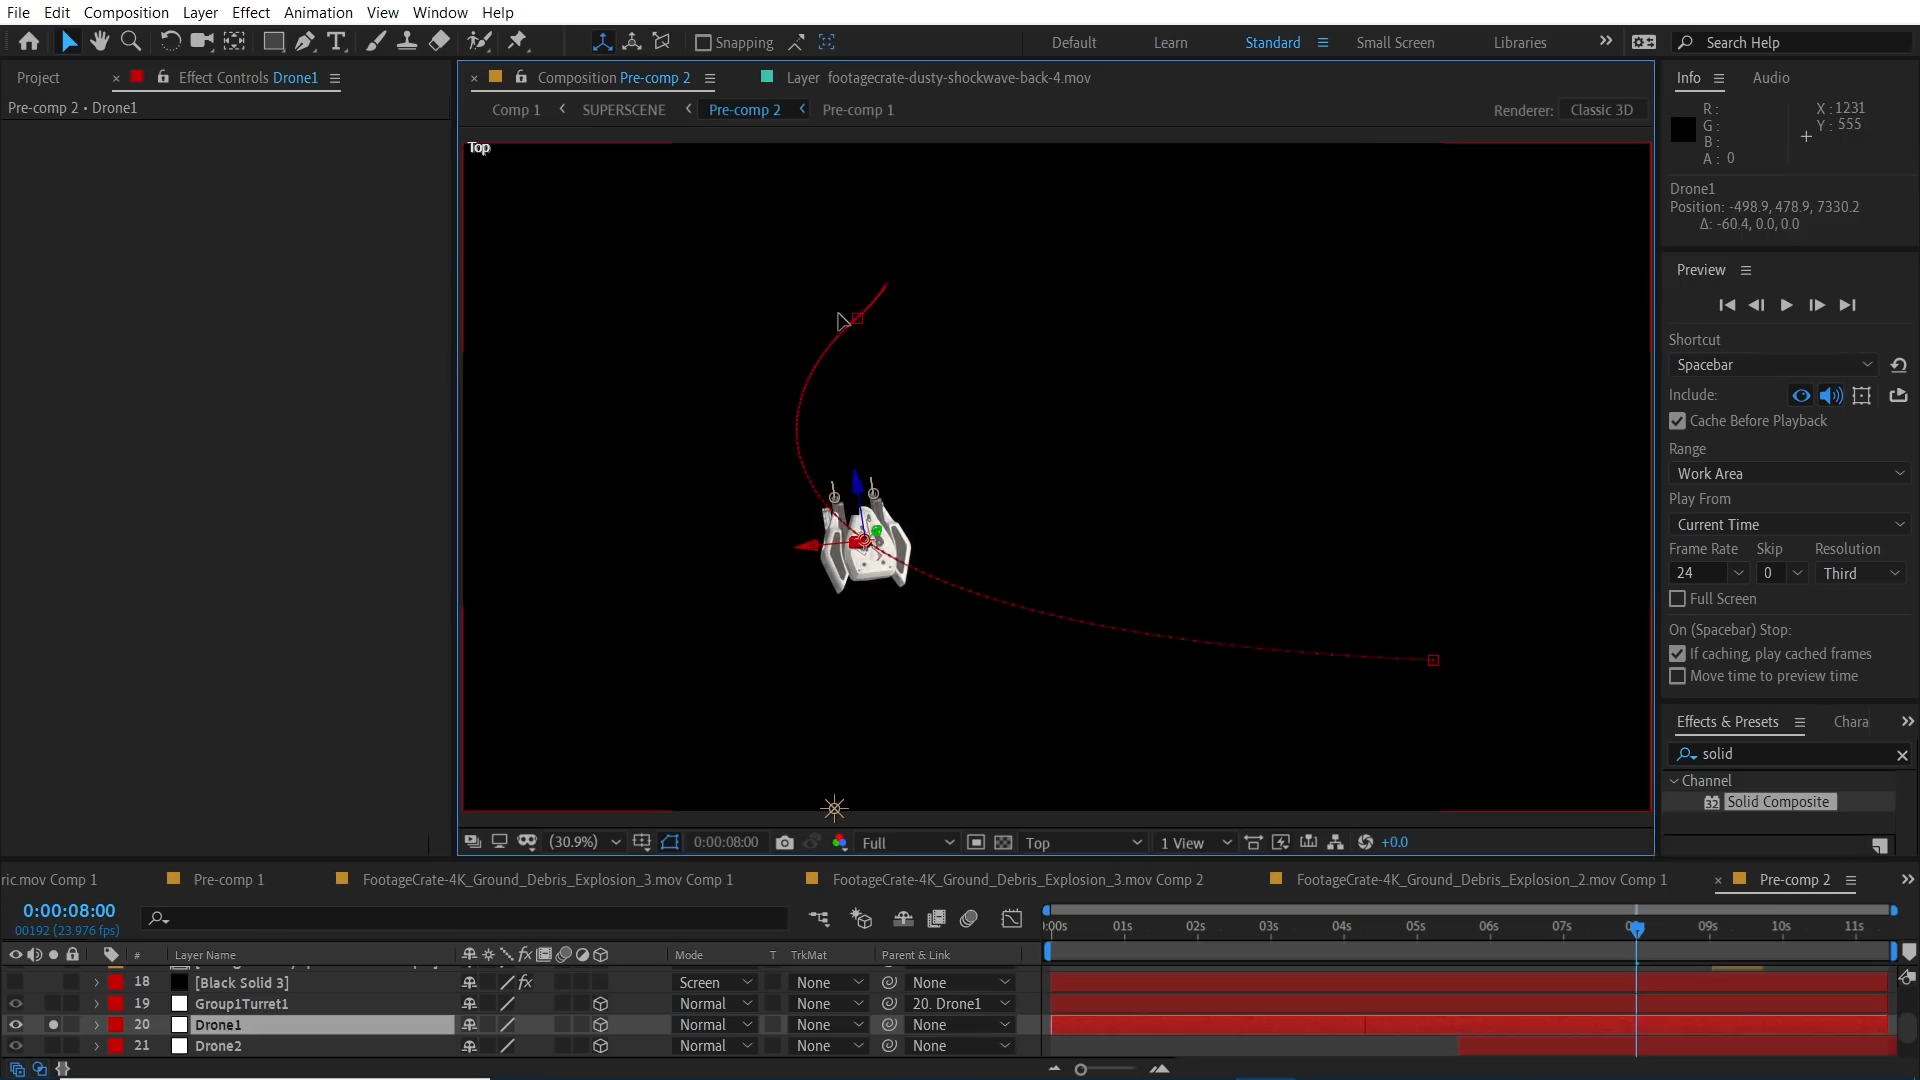 File Edit Composition Layer Effect Animation View Window Help
Snapping Default Learn Standard Small Screen Libraries Search Help
Project Effect Controls Drone1 Composition Pre-comp 2 Layer footagecrate-dusty-shockwave-back-4.mov Info Audio
Pre-comp 2 • Drone1 Comp 1 SUPERSCENE Pre-comp 2 Pre-comp 1 Renderer: Classic 3D
Top
R : X : 1231
G : Y : 555
B :
A : 0
Drone1
Position: -498.9, 478.9, 7330.2
Δ: -60.4, 0.0, 0.0
Preview
Shortcut
Spacebar
Include:
Cache Before Playback
Range
Work Area
Play From
Current Time
Frame Rate Skip Resolution
24 0 Third
Full Screen
On (Spacebar) Stop:
If caching, play cached frames
Move time to preview time
Effects & Presets Chara
solid
Channel
32 Solid Composite
(30.9%) 0:00:08:00 Full Top 1 View +0.0
ric.mov Comp 1 Pre-comp 1 FootageCrate-4K_Ground_Debris_Explosion_3.mov Comp 1 FootageCrate-4K_Ground_Debris_Explosion_3.mov Comp 2 FootageCrate-4K_Ground_Debris_Explosion_2.mov Comp 1 Pre-comp 2
0:00:08:00
00192 (23.976 fps)
):00s 01s 02s 03s 04s 05s 06s 07s 09s 10s 11s
# Layer Name fx Mode T TrkMat Parent & Link
18 [Black Solid 3] fx Screen None None
19 Group1Turret1 Normal None 20. Drone1
20 Drone1 Normal None None
21 Drone2 Normal None None